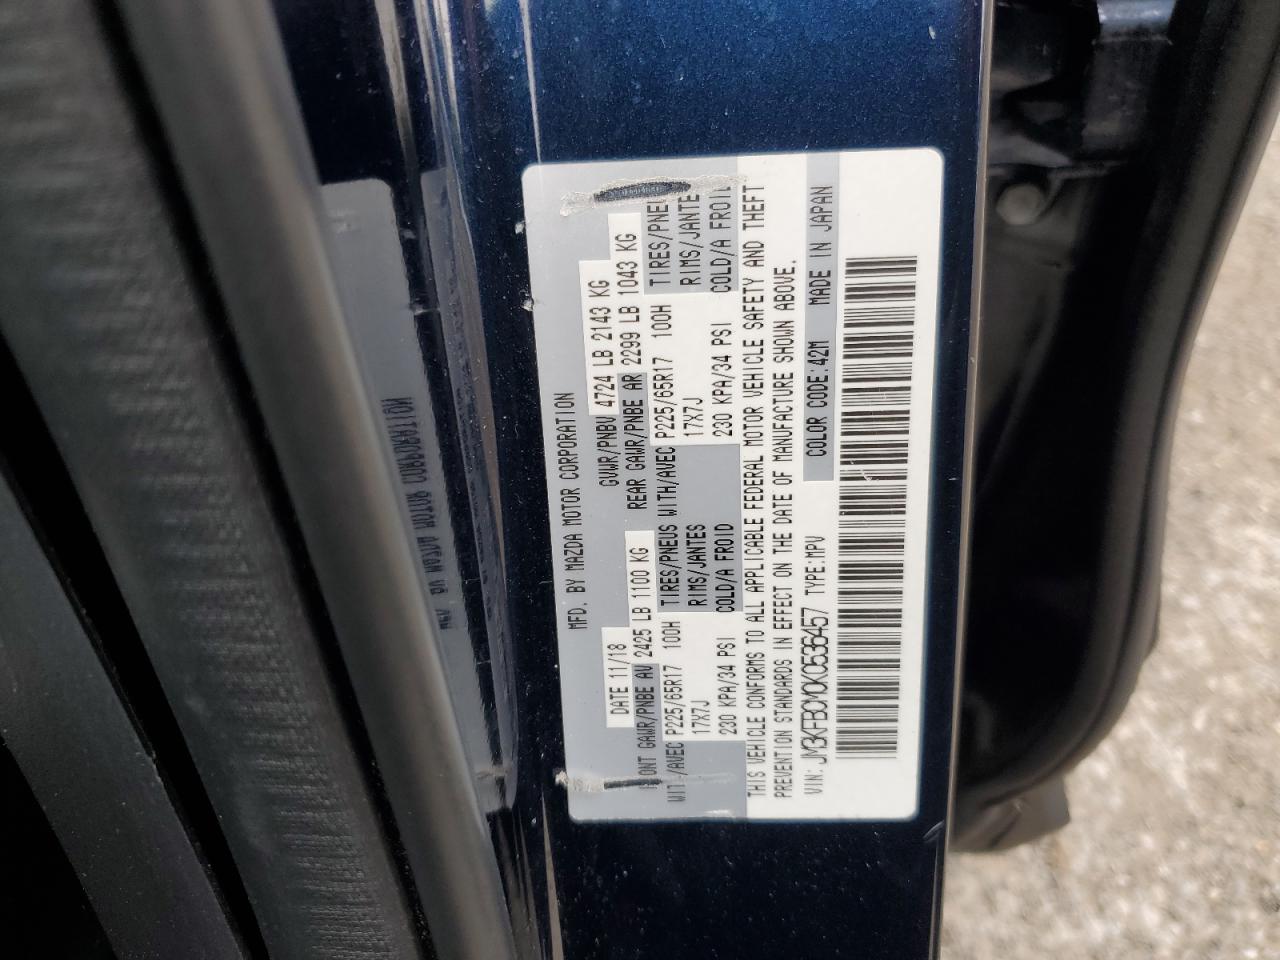 MFD. BY MAZDA MOTOR CORPORATION
DATE 11/18 GVWR/PNBV 4724 LB 2143 KG
GAWR/PNBE AV 2425 LB 1100 KG REAR GAWR/PNBE AR 2299 LB 1043 KG
/AVEC P225/65R17 100H TIRES/PNEUS WITH/AVEC P225/65R17 100H TIRES/PNEU
17X7J RIMS/JANTES 17X7J RIMS/JANTE
230 KPA/34 PSI COLD/A FROID 230 KPA/34 PSI COLD/A FROID
THIS VEHICLE CONFORMS TO ALL APPLICABLE FEDERAL MOTOR VEHICLE SAFETY AND THEFT
PREVENTION STANDARDS IN EFFECT ON THE DATE OF MANUFACTURE SHOWN ABOVE.
VIN: JM3KFBCM0K0536457 TYPE:MPV COLOR CODE:42M MADE IN JAPAN